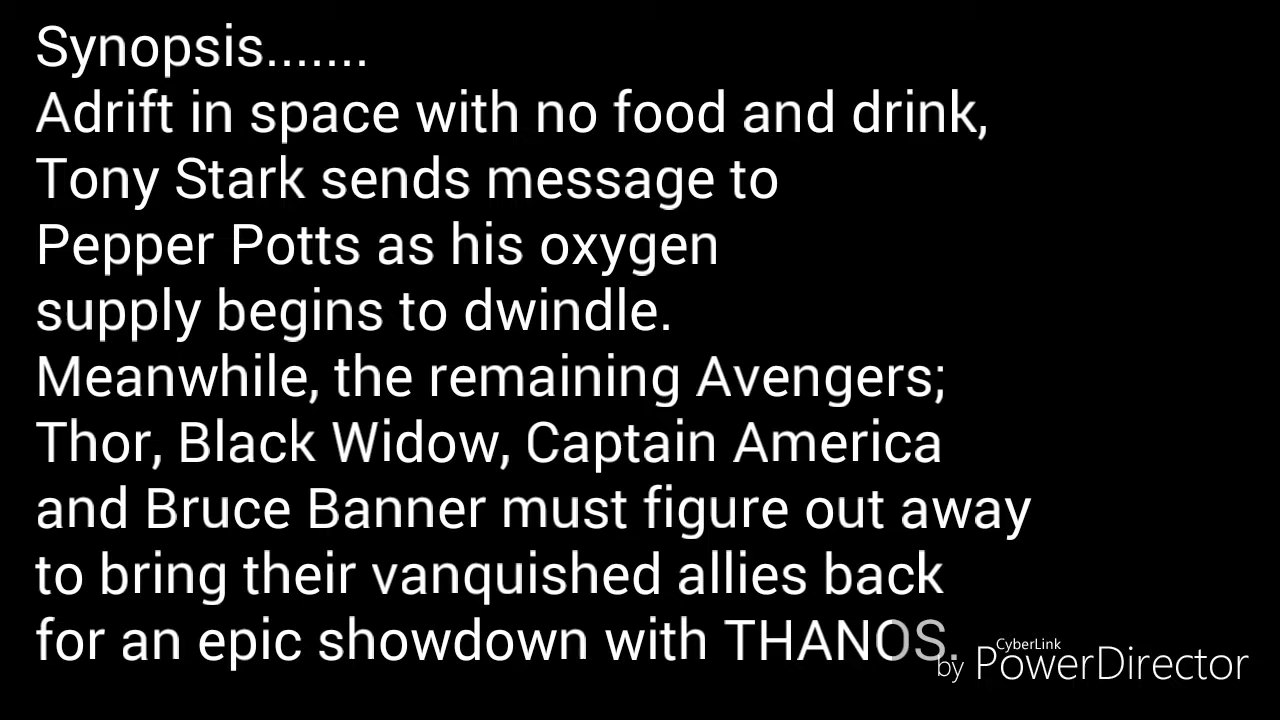 Synopsis.......
Adrift in space with no food and drink,
Tony Stark sends message to
Pepper Potts as his oxygen
supply begins to dwindle.
Meanwhile, the remaining Avengers;
Thor, Black Widow, Captain America
and Bruce Banner must figure out away
to bring their vanquished allies back
for an epic showdown with THANOS.
CyberLink
by PowerDirector